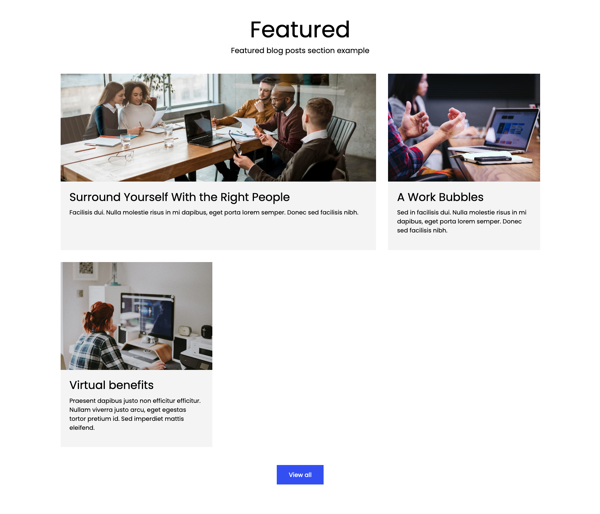 Featured
Featured blog posts section example
Surround Yourself With the Right People
Facilisis dui. Nulla molestie risus in mi dapibus, eget porta lorem semper. Donec sed facilisis nibh.
A Work Bubbles
Sed in facilisis dui. Nulla molestie risus in mi
dapibus, eget porta lorem semper. Donec
sed facilisis nibh.
Virtual benefits
Praesent dapibus justo non efficitur efficitur.
Nullam viverra justo arcu, eget egestas
tortor pretium id. Sed imperdiet mattis
eleifend.
View all